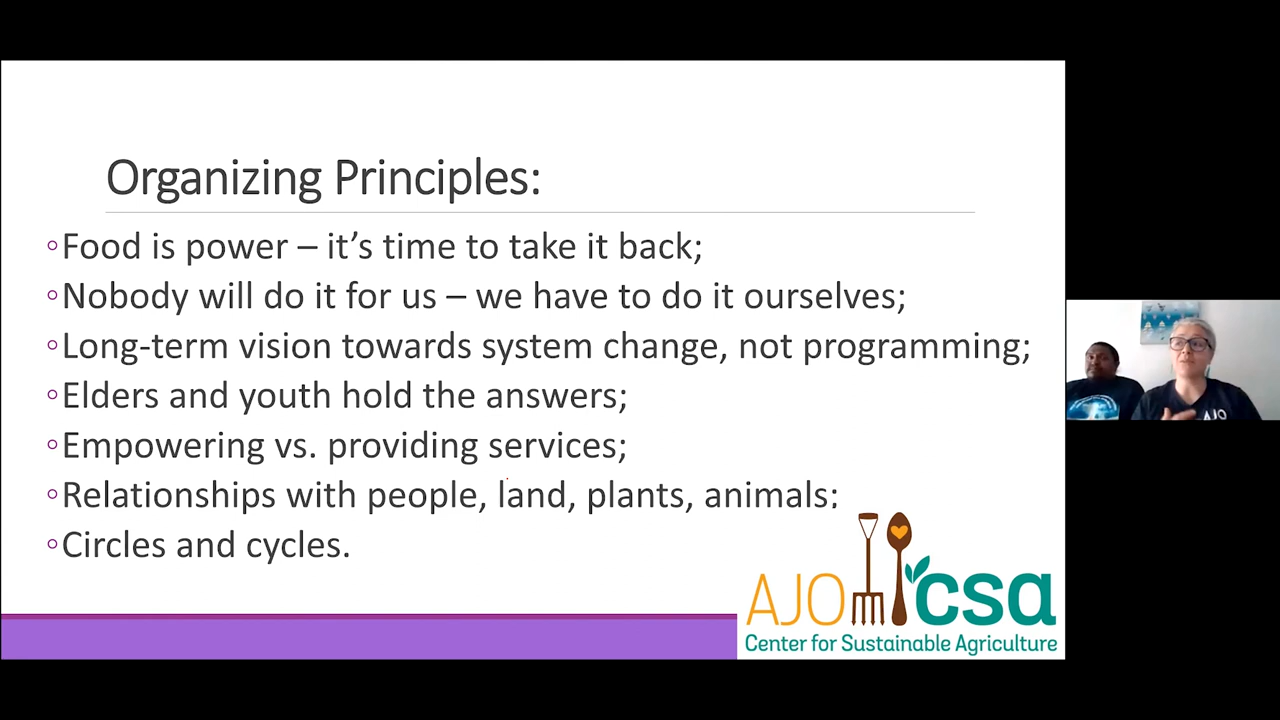 Organizing Principles:
◦Food is power – it’s time to take it back;
◦Nobody will do it for us – we have to do it ourselves;
◦Long-term vision towards system change, not programming;
◦Elders and youth hold the answers;
◦Empowering vs. providing services;
◦Relationships with people, land, plants, animals;
◦Circles and cycles.
AJO csa
Center for Sustainable Agriculture
AJO